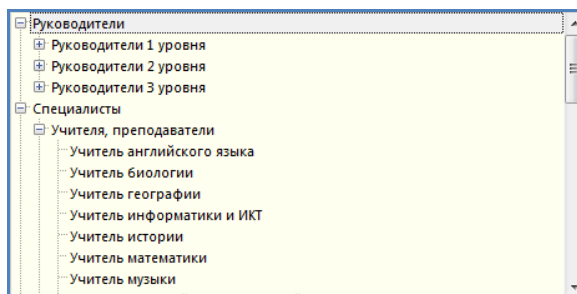 Руководители
Руководители 1 уровня
Руководители 2 уровня
Руководители 3 уровня
Специалисты
Учителя, преподаватели
Учитель английского языка
Учитель биологии
Учитель географии
Учитель информатики и ИКТ
Учитель истории
Учитель математики
Учитель музыки